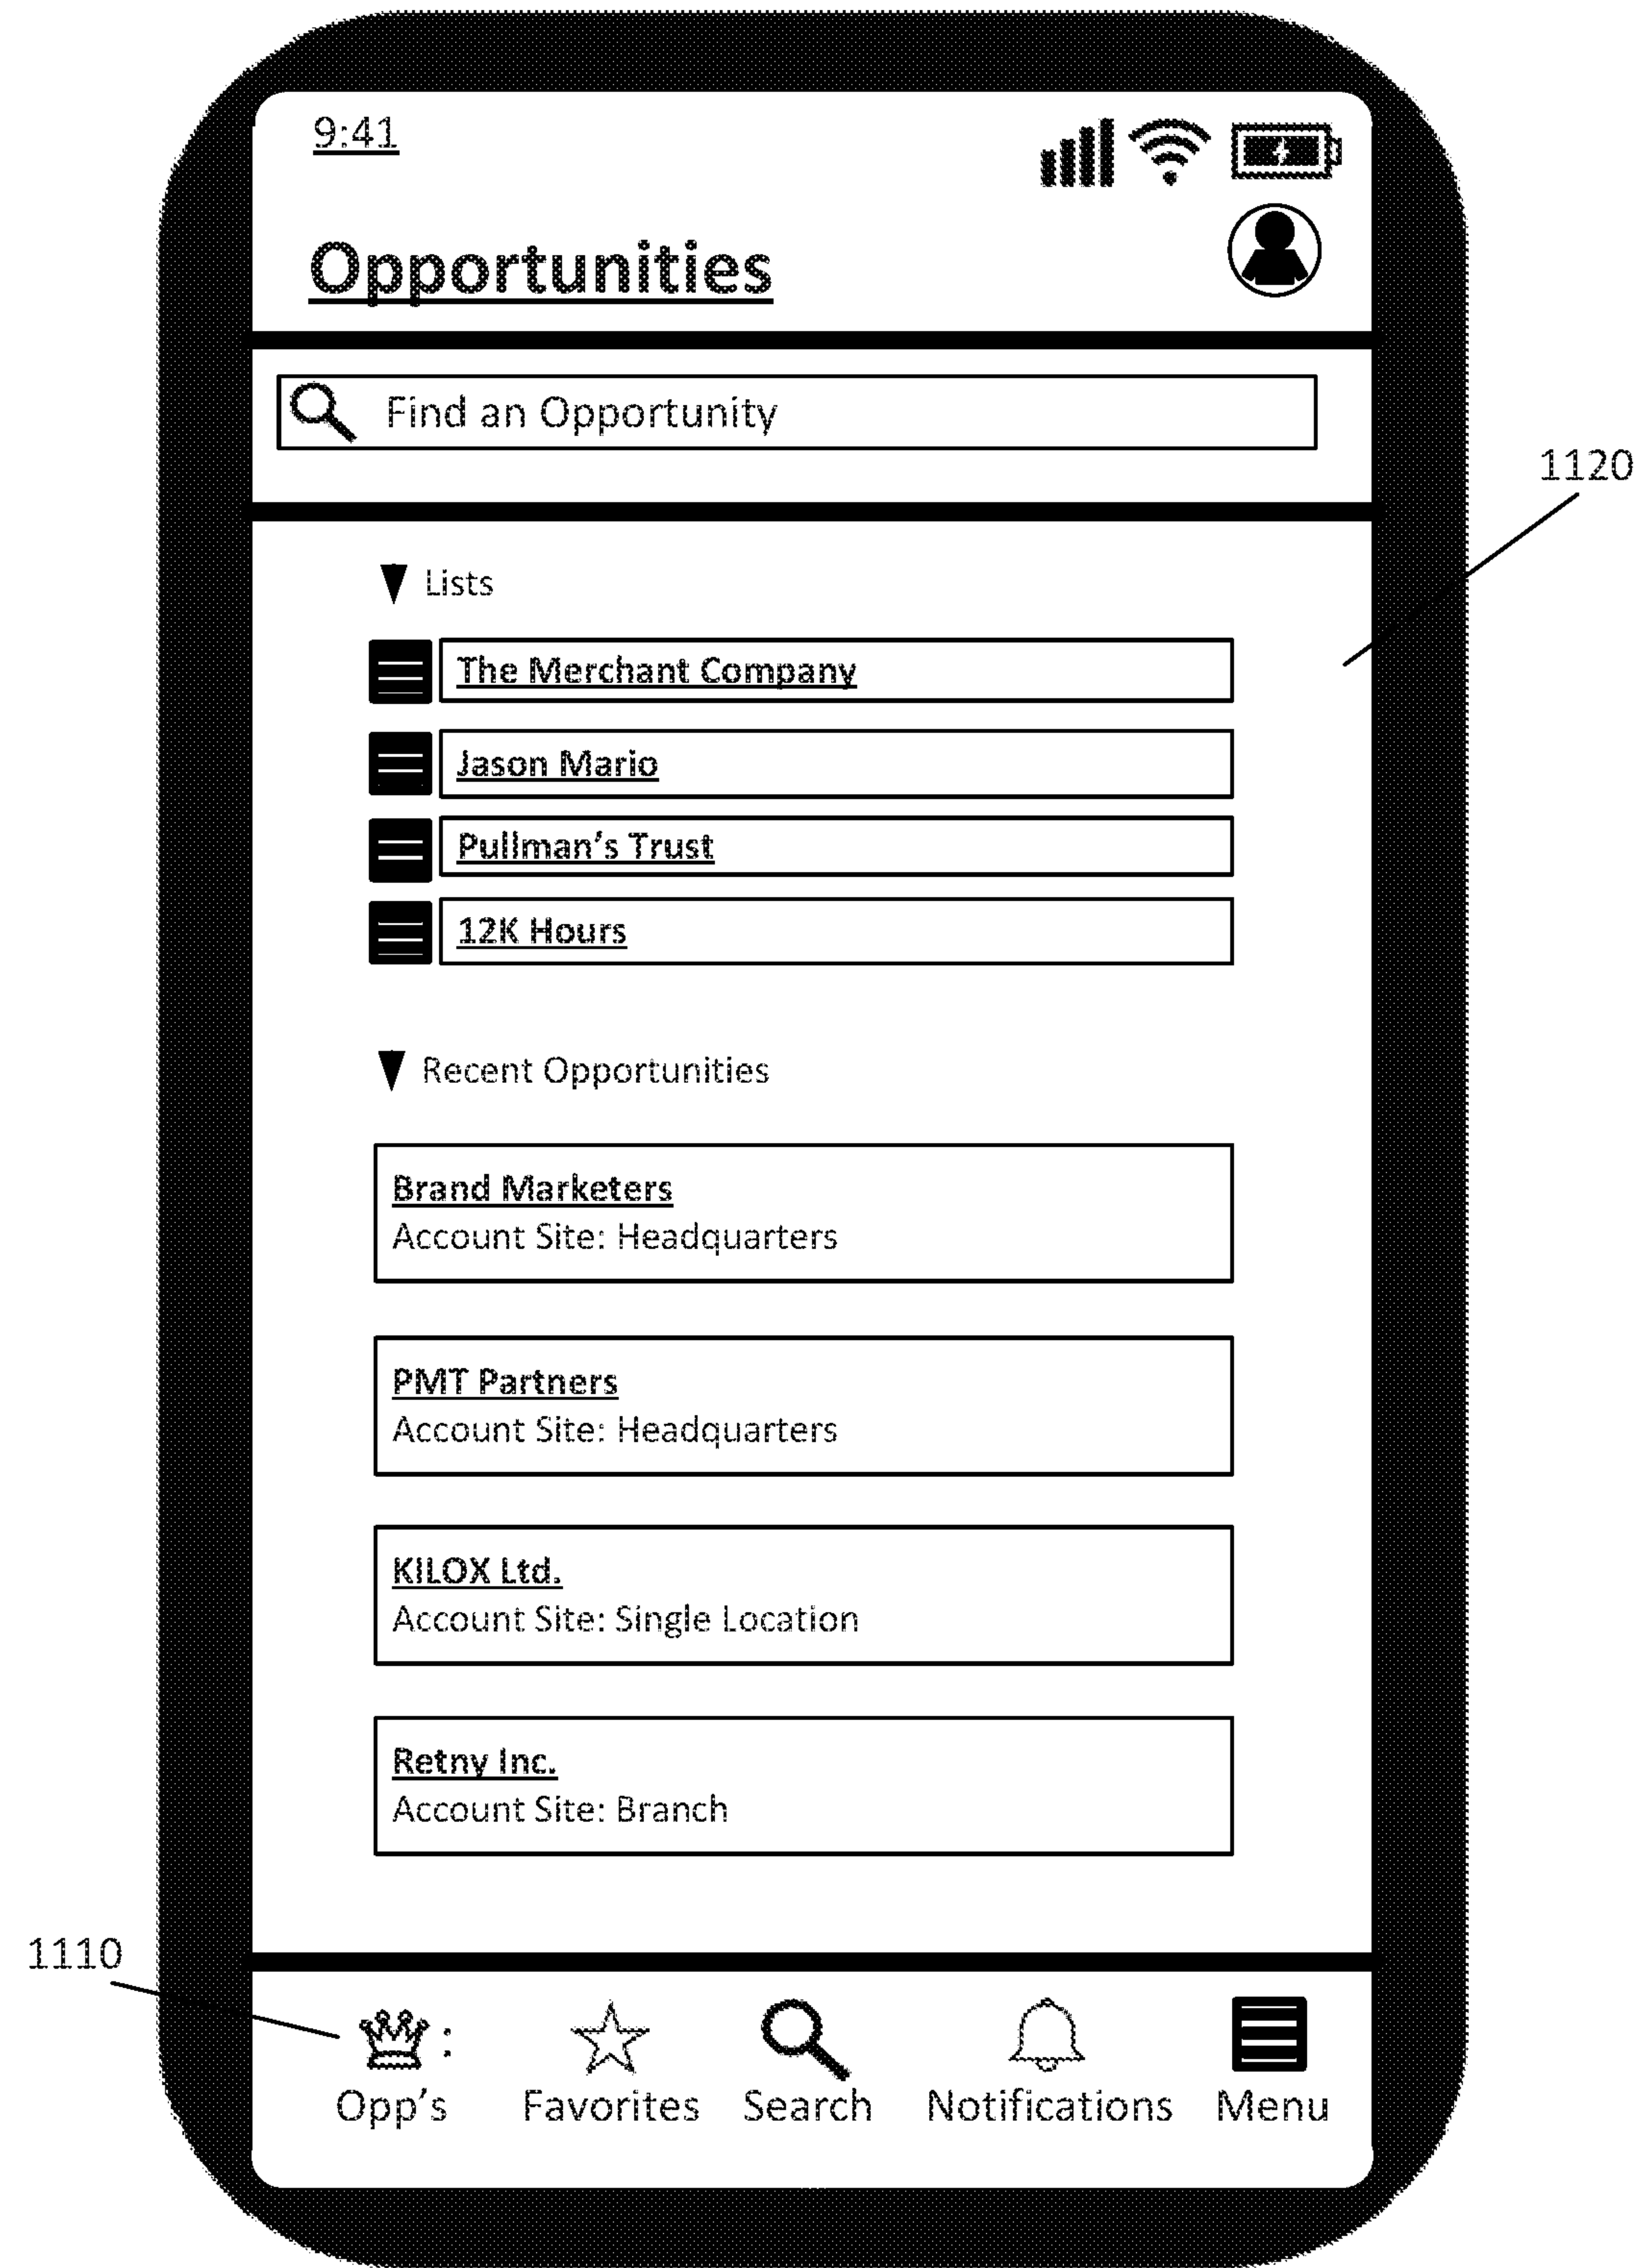 9:41
Opportunities
Find an Opportunity
1120
Lists
The Merchant Company
Jason Mario
Pullman's Trust
12K Hours
Recent Opportunities
Brand Marketers
Account Site: Headquarters
PMT Partners
Account Site: Headquarters
KILOX Ltd.
Account Site: Single Location
Retny Inc.
Account Site: Branch
1110
:
Opp's Favorites Search Notifications Menu